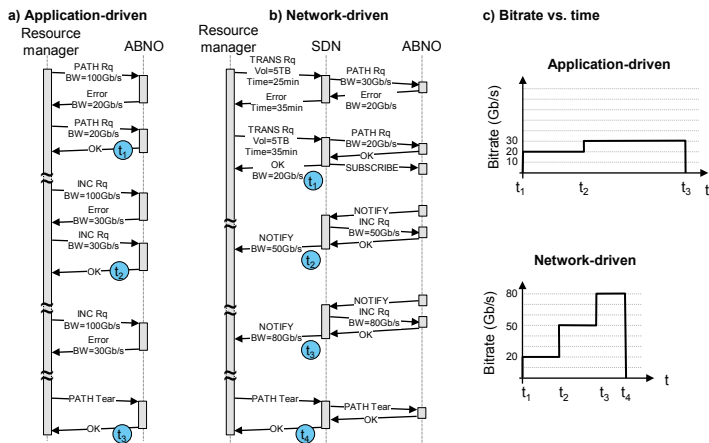 a) Application-driven
Resource
manager
ABNO
PATH Rq
BW=100Gb/s
Error
BW=20Gb/s
PATH Rq
BW=20Gb/s
OK
t1
INC Rq
BW=100Gb/s
Error
BW=30Gb/s
INC Rq
BW=30Gb/s
OK
t2
INC Rq
BW=100Gb/s
Error
BW=30Gb/s
PATH Tear
OK
t3
b) Network-driven
Resource
manager
SDN
ABNO
TRANS Rq
Vol=5TB
Time=25min
PATH Rq
BW=30Gb/s
Error
Time=35min
Error
BW=20Gb/s
TRANS Rq
Vol=5TB
Time=35min
PATH Rq
BW=20Gb/s
OK
OK
BW=20Gb/s
SUBSCRIBE
t1
NOTIFY
INC Rq
BW=50Gb/s
OK
NOTIFY
BW=50Gb/s
t2
NOTIFY
INC Rq
BW=80Gb/s
OK
NOTIFY
BW=80Gb/s
t3
PATH Tear
PATH Tear
OK
OK
t4
c) Bitrate vs. time
Application-driven
Bitrate (Gb/s)
30
20
10
t1
t2
t3
t
Network-driven
Bitrate (Gb/s)
80
50
20
t1
t2
t3
t4
t